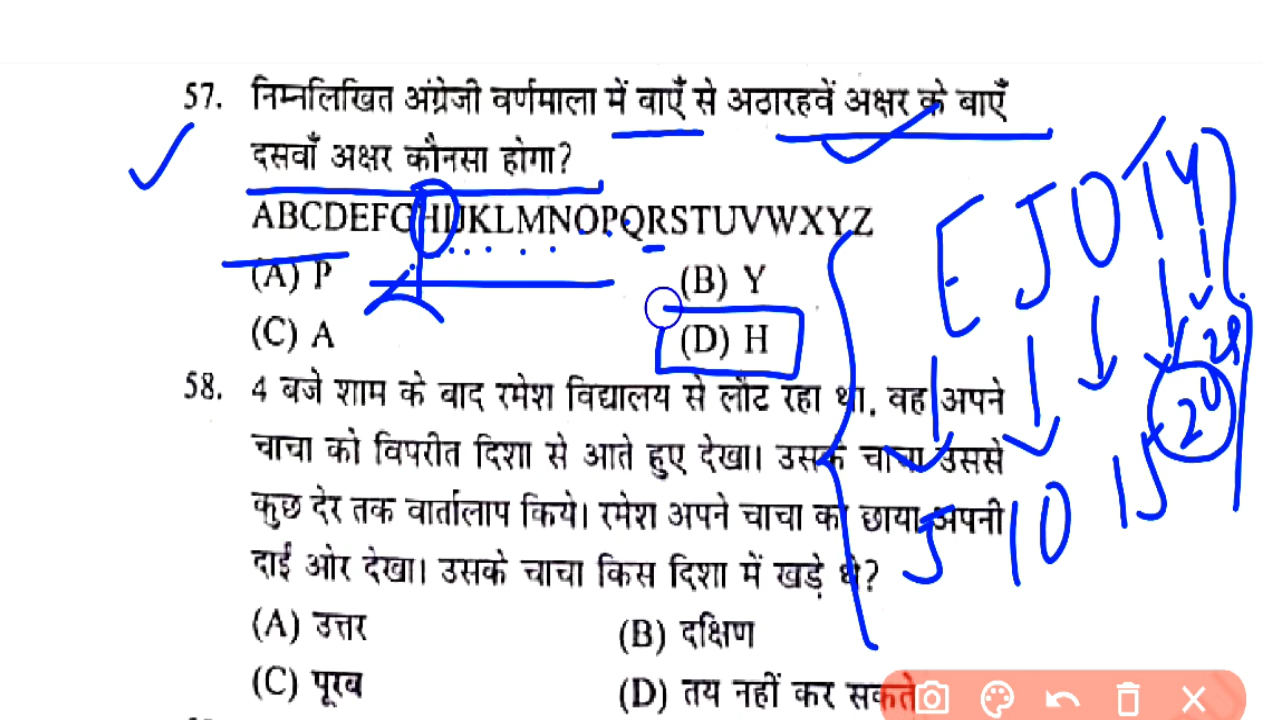 57. निम्नलिखित अंग्रेजी वर्णमाला में बाएँ से अठारहवें अक्षर के बाएँ
दसवाँ अक्षर कौनसा होगा?
ABCDEFGHIJKLMNOPQRSTUVWXYZ
(A) P (B) Y
(C) A (D) H
E J O T Y
5 10 15 20 25
58. 4 बजे शाम के बाद रमेश विद्यालय से लौट रहा था, वह अपने
चाचा को विपरीत दिशा से आते हुए देखा। उसके चाचा उससे
कुछ देर तक वार्तालाप किये। रमेश अपने चाचा का छाया अपनी
दाईं ओर देखा। उसके चाचा किस दिशा में खड़े थे?
(A) उत्तर (B) दक्षिण
(C) पूरब (D) तय नहीं कर सकते